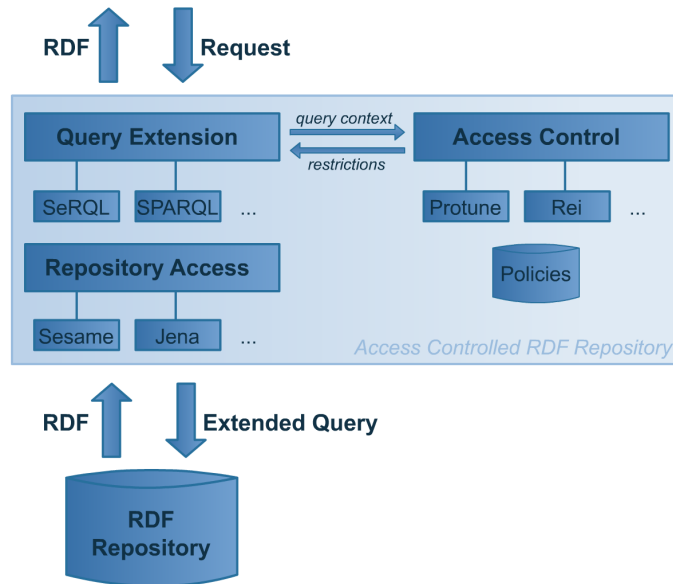 RDF
Request
Query Extension
query context
restrictions
Access Control
SeRQL
SPARQL
...
Protune
Rei
...
Repository Access
Policies
Sesame
Jena
...
Access Controlled RDF Repository
RDF
Extended Query
RDF
Repository